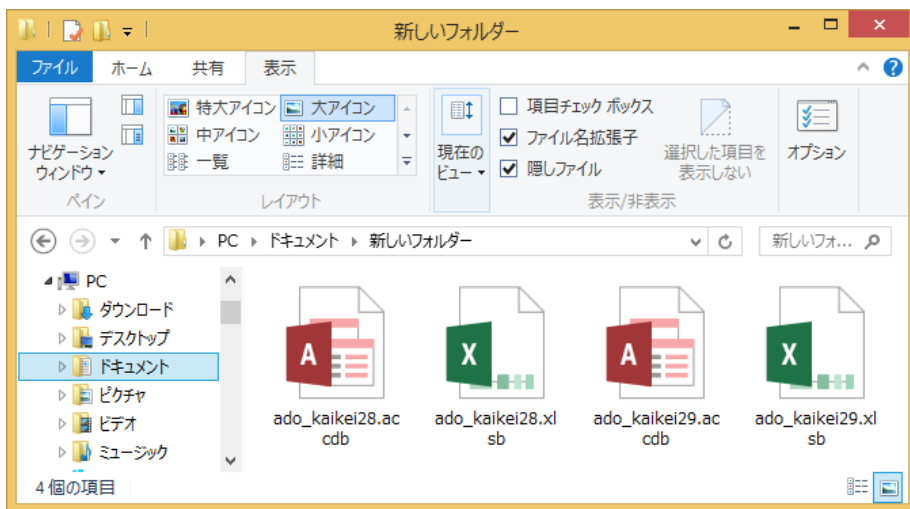 新しいフォルダー
ファイル ホーム 共有 表示
特大アイコン 大アイコン
中アイコン 小アイコン
一覧 詳細
ナビゲーション
ウィンドウ
ペイン
レイアウト
現在の
ビュー
項目チェック ボックス
ファイル名拡張子
隠しファイル
選択した項目を
表示しない
表示/非表示
オプション
PC ドキュメント 新しいフォルダー
新しいフォ...
PC
ダウンロード
デスクトップ
ドキュメント
ピクチャ
ビデオ
ミュージック
A
X
A
X
ado_kaikei28.ac
cdb
ado_kaikei28.xl
sb
ado_kaikei29.ac
cdb
ado_kaikei29.xl
sb
4 個の項目